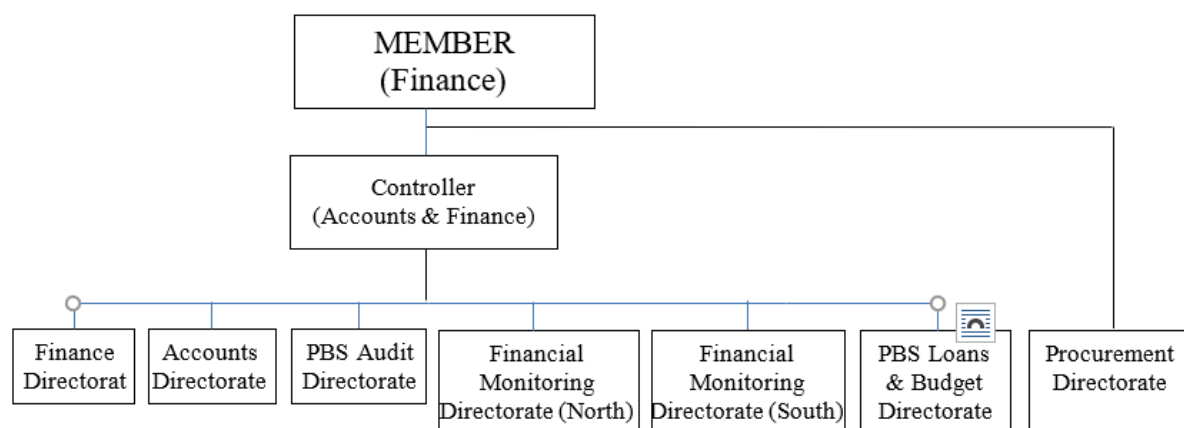 MEMBER
(Finance)
Controller
(Accounts & Finance)
Finance
Directorat
Accounts
Directorate
PBS Audit
Directorate
Financial
Monitoring
Directorate (North)
Financial
Monitoring
Directorate (South)
PBS Loans
& Budget
Directorate
Procurement
Directorate